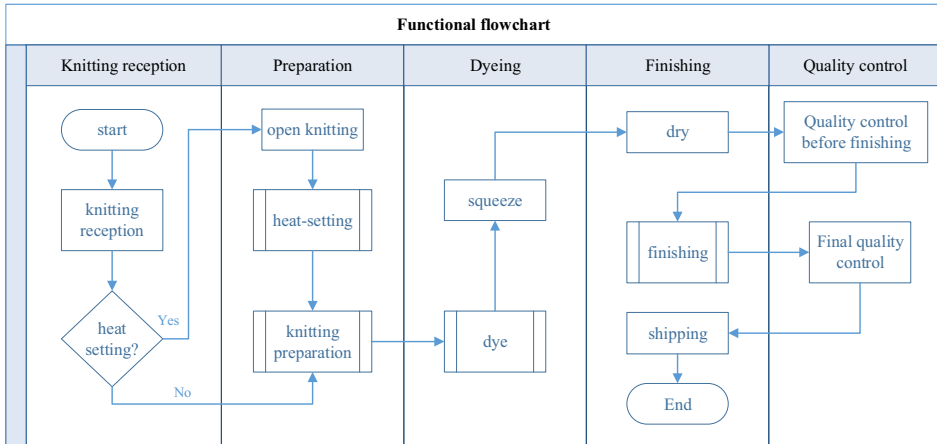 Functional flowchart
Knitting reception
Preparation
Dyeing
Finishing
Quality control
start
knitting
reception
heat
setting?
Yes
No
open knitting
heat-setting
knitting
preparation
dye
squeeze
dry
Quality control
before finishing
finishing
Final quality
control
shipping
End